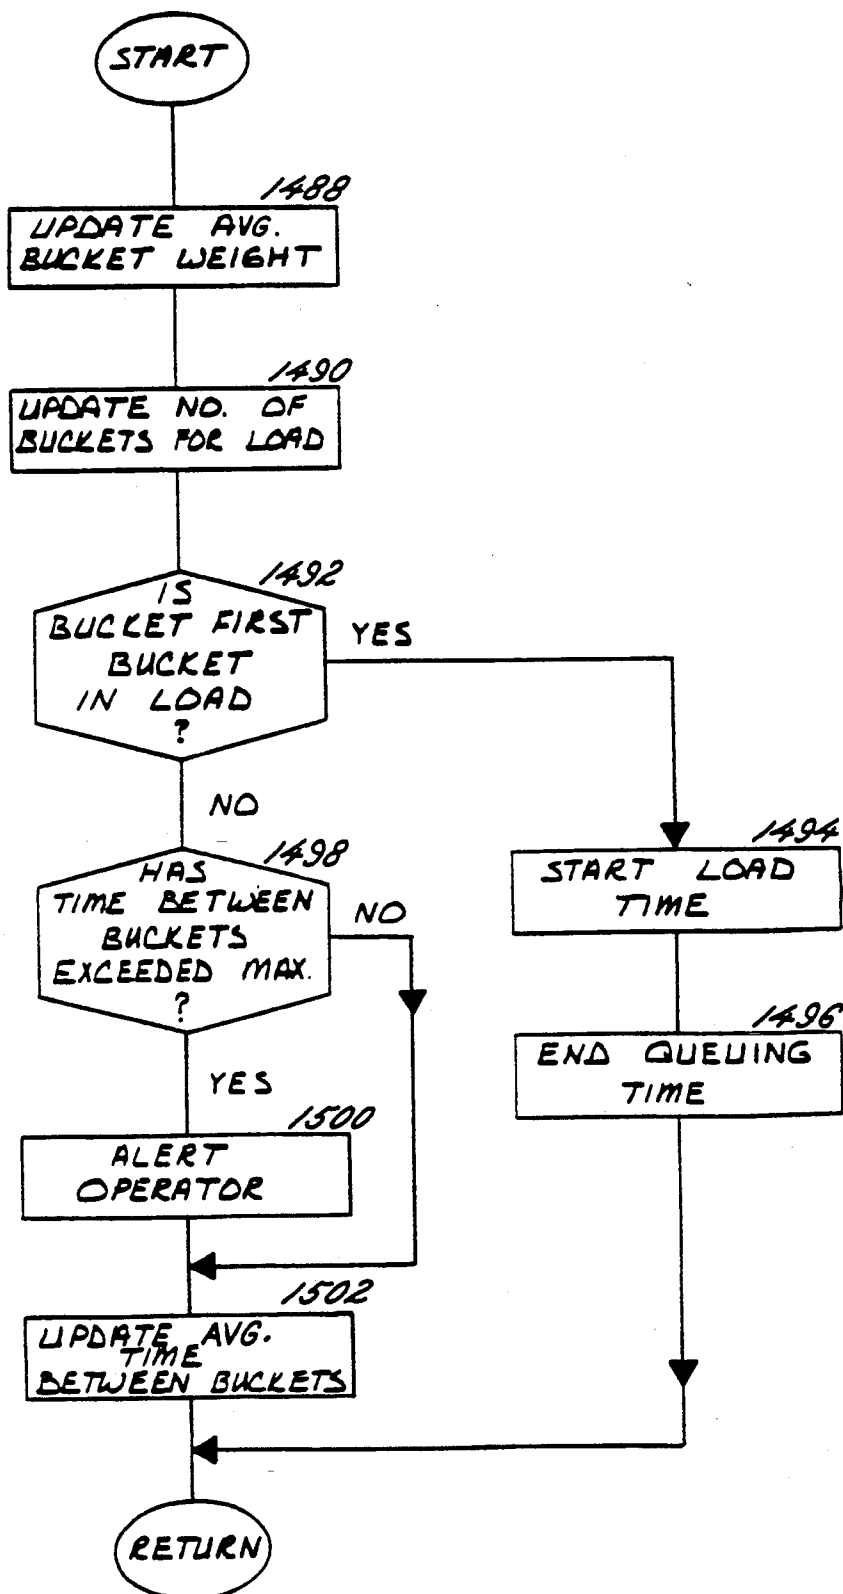 START
1488
UPDATE AVG.
BUCKET WEIGHT
1490
UPDATE NO. OF
BUCKETS FOR LOAD
1492
IS
BUCKET FIRST
BUCKET
IN LOAD
?
YES
NO
1494
START LOAD
TIME
1498
HAS
TIME BETWEEN
BUCKETS
EXCEEDED MAX.
?
NO
1496
END QUEUING
TIME
YES
1500
ALERT
OPERATOR
1502
UPDATE AVG.
TIME
BETWEEN BUCKETS
RETURN